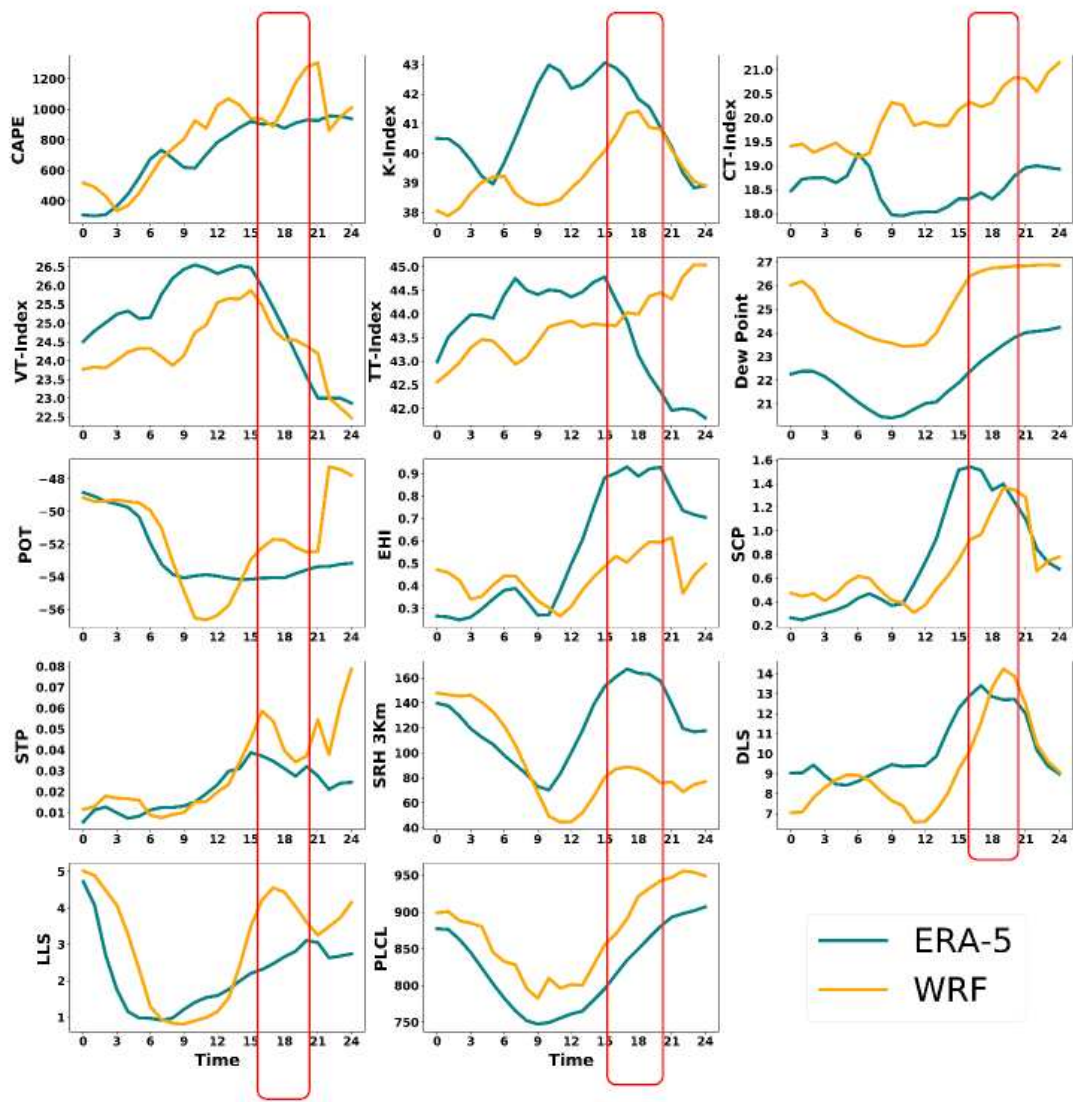 CAPE
1200
1000
800
600
400
0 3 6 9 12 15 18 21 24
K-Index
43
42
41
40
39
38
0 3 6 9 12 15 18 21 24
CT-Index
21.0
20.5
20.0
19.5
19.0
18.5
18.0
0 3 6 9 12 15 18 21 24
VT-Index
26.5
26.0
25.5
25.0
24.5
24.0
23.5
23.0
22.5
0 3 6 9 12 15 18 21 24
TT-Index
45.0
44.5
44.0
43.5
43.0
42.5
42.0
0 3 6 9 12 15 18 21 24
Dew Point
27
26
25
24
23
22
21
0 3 6 9 12 15 18 21 24
POT
−48
−50
−52
−54
−56
0 3 6 9 12 15 18 21 24
EHI
0.9
0.8
0.7
0.6
0.5
0.4
0.3
0 3 6 9 12 15 18 21 24
SCP
1.6
1.4
1.2
1.0
0.8
0.6
0.4
0.2
0 3 6 9 12 15 18 21 24
STP
0.08
0.07
0.06
0.05
0.04
0.03
0.02
0.01
0 3 6 9 12 15 18 21 24
SRH 3Km
160
140
120
100
80
60
40
0 3 6 9 12 15 18 21 24
DLS
14
13
12
11
10
9
8
7
0 3 6 9 12 15 18 21 24
LLS
5
4
3
2
1
0 3 6 9 12 15 18 21 24
Time
PLCL
950
900
850
800
750
0 3 6 9 12 15 18 21 24
Time
ERA-5
WRF